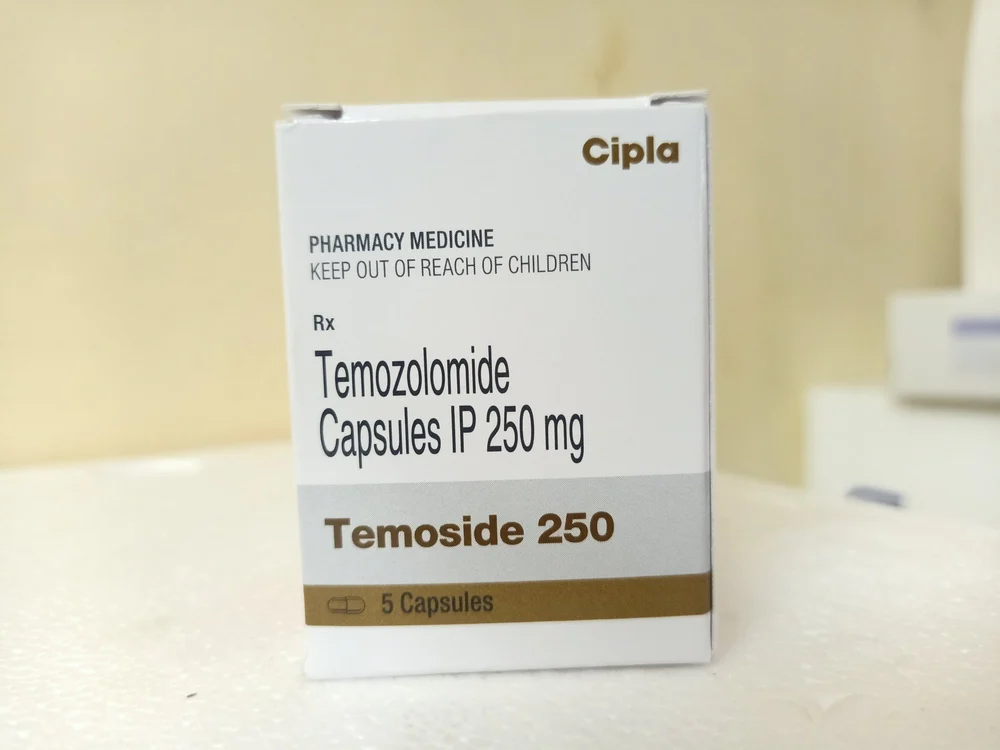 Cipla
PHARMACY MEDICINE
KEEP OUT OF REACH OF CHILDREN
Rx
Temozolomide
Capsules IP 250 mg
Temoside 250
5 Capsules